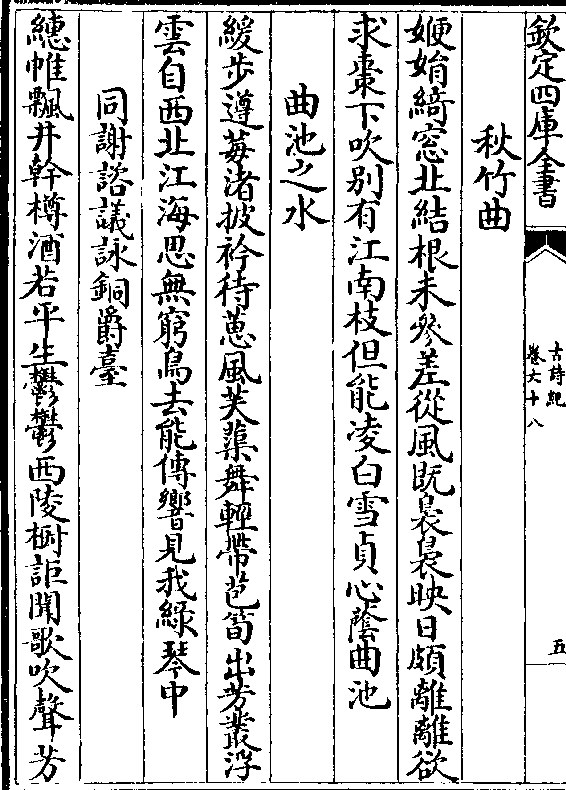 欽定四庫全書
古詩紀
卷六十八
五
秋竹曲
㛹娟綺窓北結根未參差從風既裊裊映日頗離離欲
求棗下吹別有江南枝但能凌白雪貞心蔭曲池
曲池之水
緩步遵莓渚披衿待蕙風芙蕖舞輕帶苞筍出芳叢浮
雲自西北江海思無窮鳥去能傳響見我綠琴中
同謝諮議詠銅爵臺
繐帷飄井幹樽酒若平生鬱鬱西陵樹詎聞歌吹聲芳